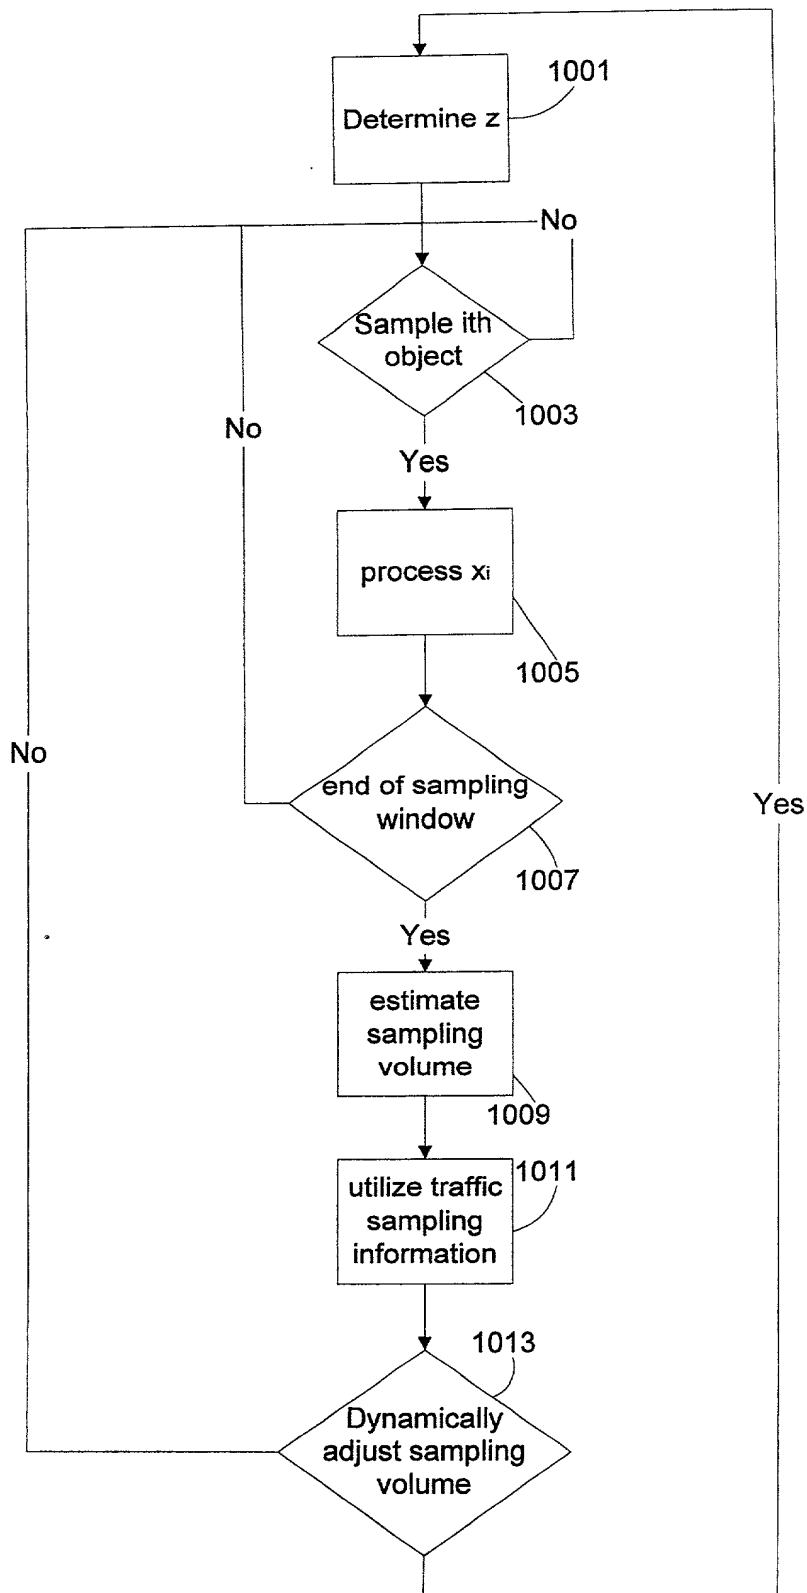 1001
Determine z
No
Sample ith
object
1003
No
Yes
process xi
1005
No
end of sampling
window
Yes
1007
Yes
estimate
sampling
volume
1009
1011
utilize traffic
sampling
information
1013
Dynamically
adjust sampling
volume